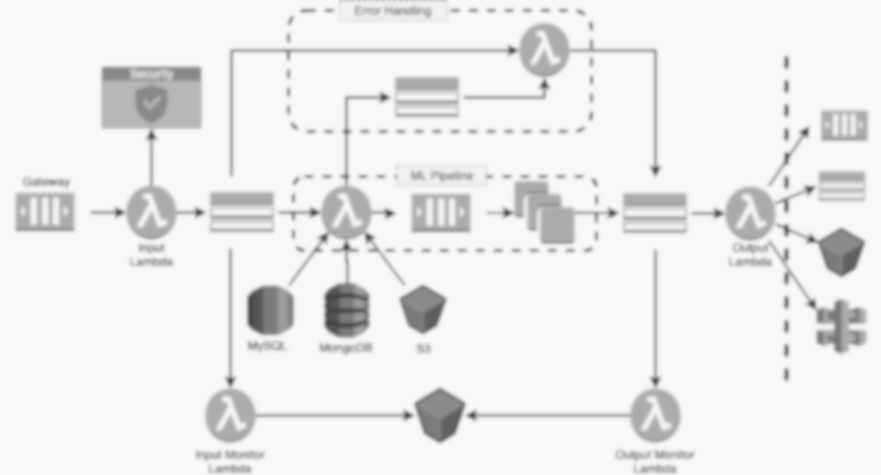 Error Handling
Security
Gateway
ML Pipeline
Input
Lambda
Output
Lambda
MySQL
MongoDB
S3
Input Monitor
Lambda
Output Monitor
Lambda